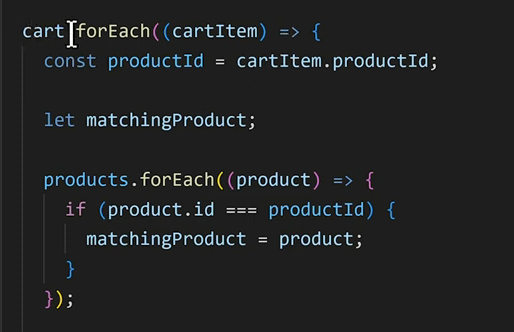 cart.forEach((cartItem) => {
const productId = cartItem.productId;
let matchingProduct;
products.forEach((product) => {
if (product.id === productId) {
matchingProduct = product;
}
});